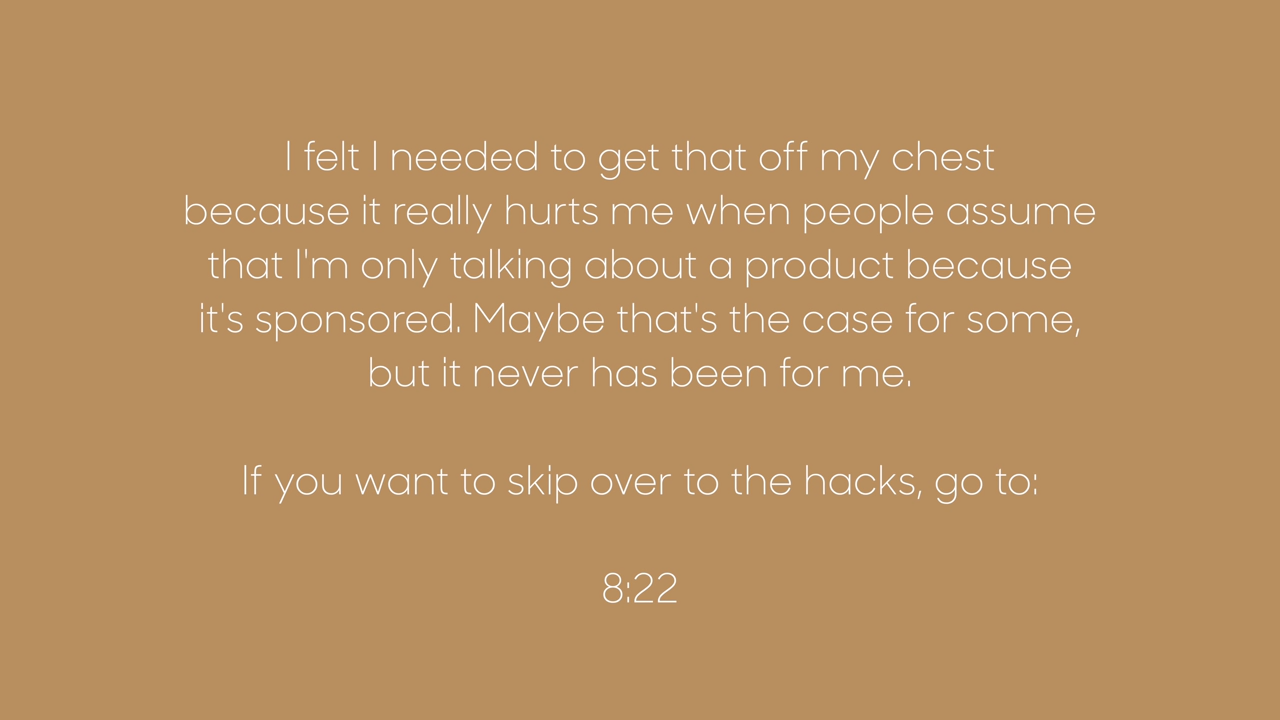 I felt I needed to get that off my chest
because it really hurts me when people assume
that I'm only talking about a product because
it's sponsored. Maybe that's the case for some,
but it never has been for me.
If you want to skip over to the hacks, go to:
8:22